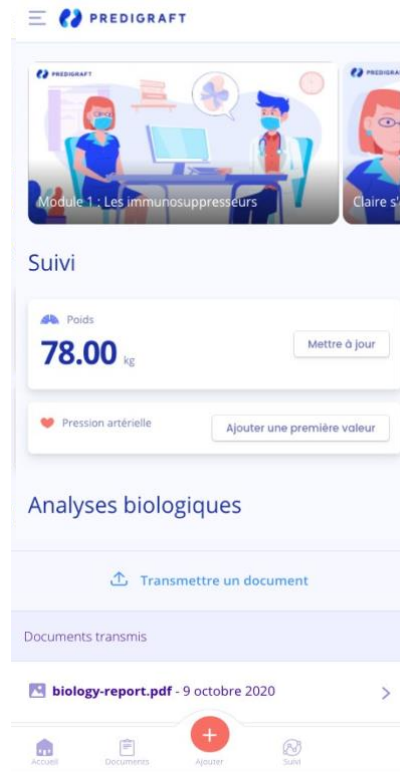 PREDIGRAFT
PREDIGRAFT
Module 1 : Les immunosuppresseurs
Claire s'
Suivi
Poids
78.00 kg
Mettre à jour
Pression artérielle
Ajouter une première valeur
Analyses biologiques
Transmettre un document
Documents transmis
biology-report.pdf - 9 octobre 2020
Accueil
Documents
Ajouter
Suivi